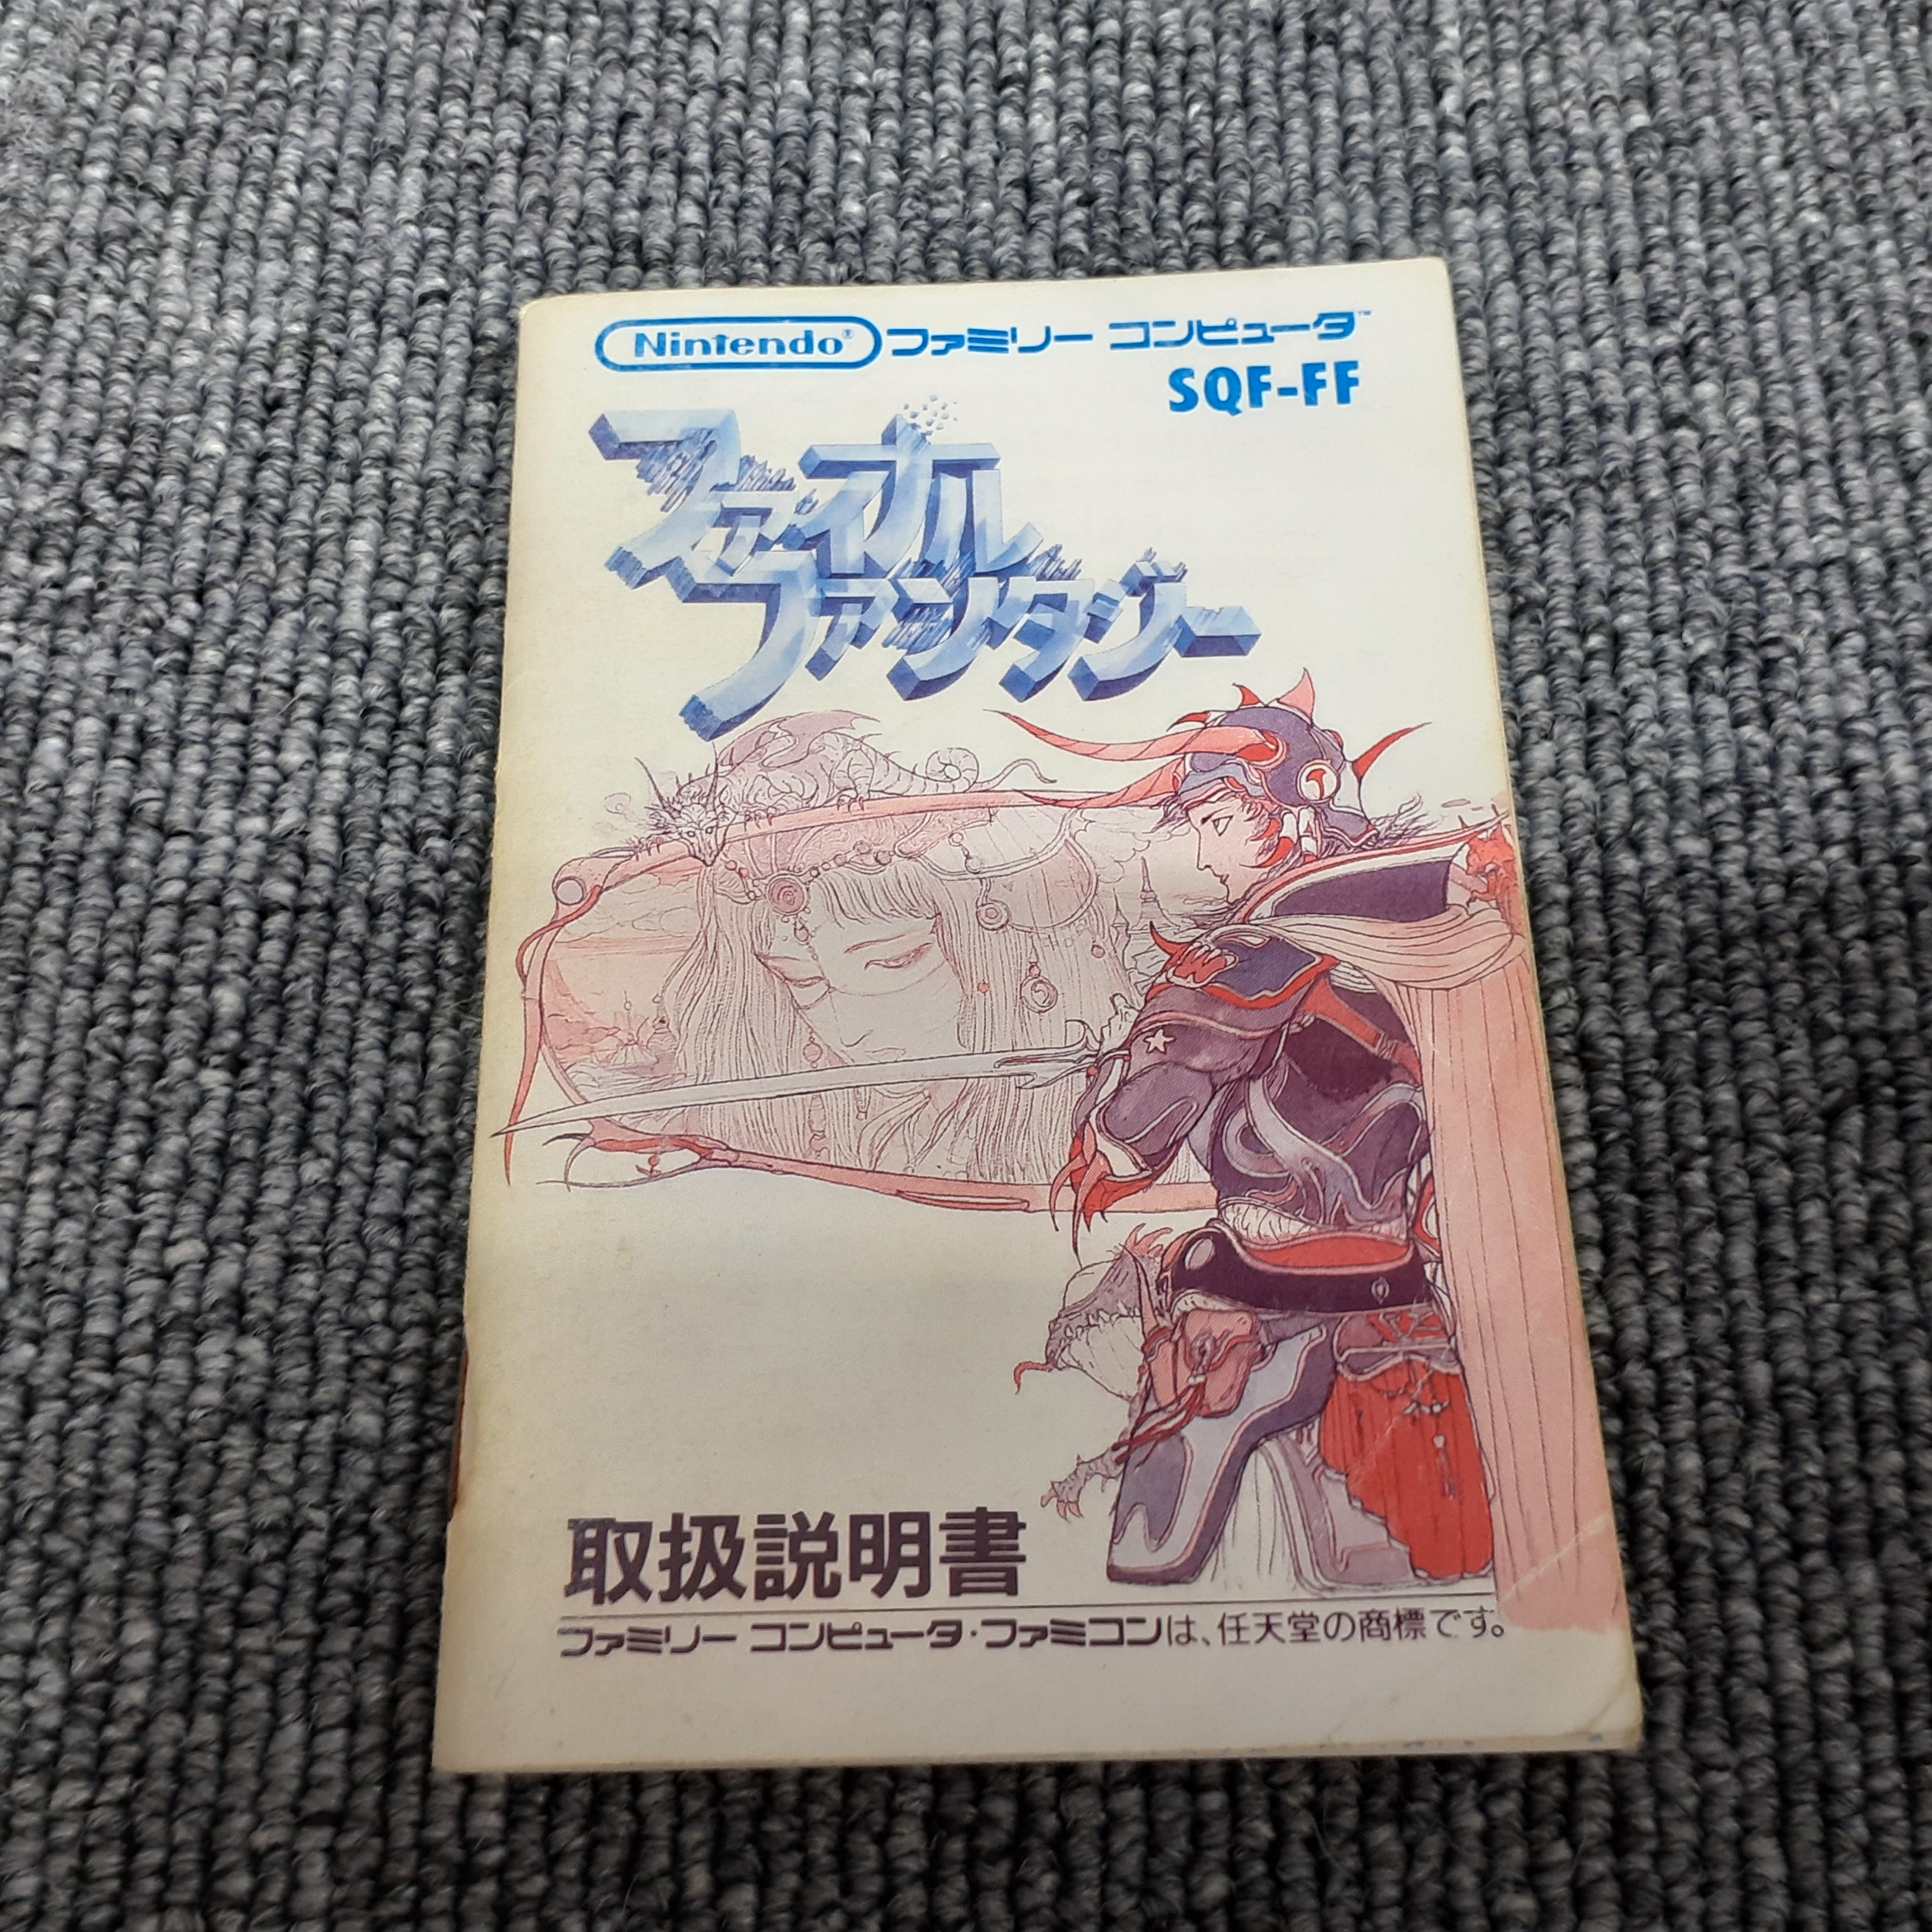 Nintendo® ファミリー コンピュータ™
SQF-FF
ファイナル
ファンタジー
取扱説明書
ファミリー コンピュータ・ファミコンは、任天堂の商標です。